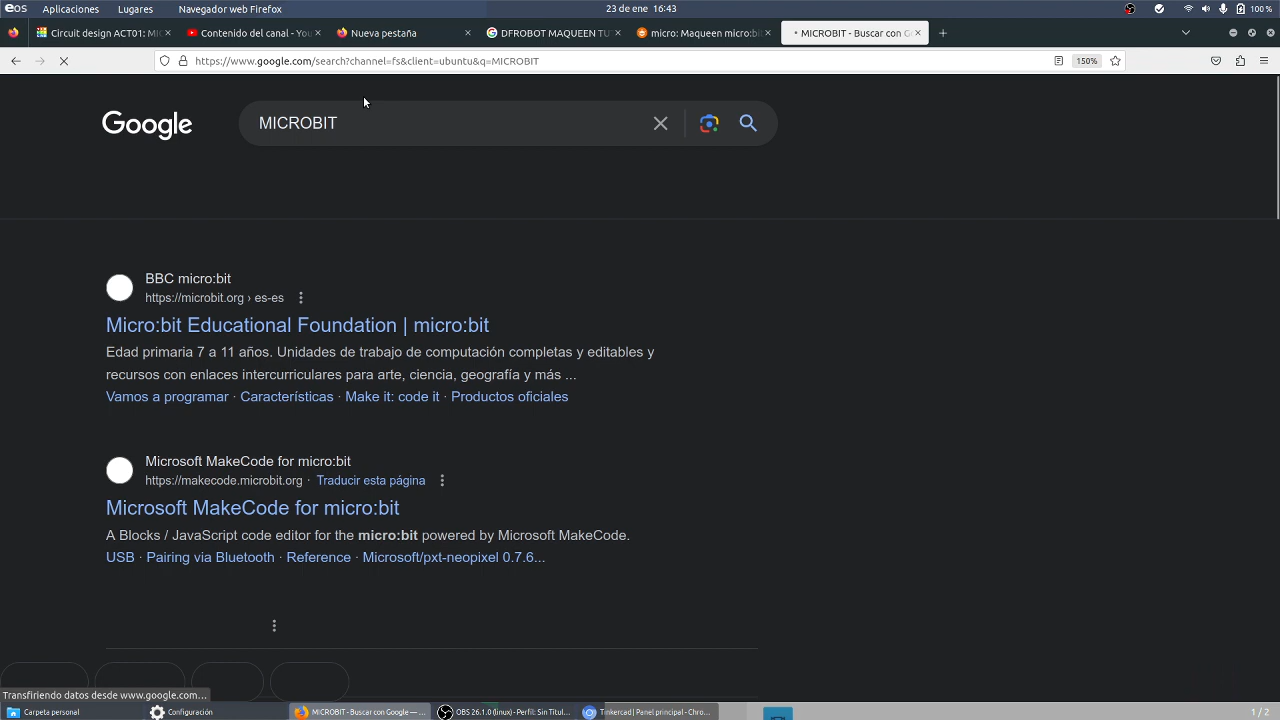 eos Aplicaciones Lugares Navegador web Firefox 23 de ene 16:43 100 %
Circuit design ACT01: MI Contenido del canal - You Nueva pestaña DFROBOT MAQUEEN TU micro: Maqueen micro:bi MICROBIT - Buscar con Go
https://www.google.com/search?channel=fs&client=ubuntu&q=MICROBIT 150%
Google MICROBIT
BBC micro:bit
https://microbit.org › es-es
Micro:bit Educational Foundation | micro:bit
Edad primaria 7 a 11 años. Unidades de trabajo de computación completas y editables y
recursos con enlaces intercurriculares para arte, ciencia, geografía y más ...
Vamos a programar · Características · Make it: code it · Productos oficiales
Microsoft MakeCode for micro:bit
https://makecode.microbit.org · Traducir esta página
Microsoft MakeCode for micro:bit
A Blocks / JavaScript code editor for the micro:bit powered by Microsoft MakeCode.
USB · Pairing via Bluetooth · Reference · Microsoft/pxt-neopixel 0.7.6...
Transfiriendo datos desde www.google.com...
Carpeta personal Configuración MICROBIT - Buscar con Google — ... OBS 26.1.0 (linux) - Perfil: Sin Titul... Tinkercad | Panel principal - Chro... 1 / 2